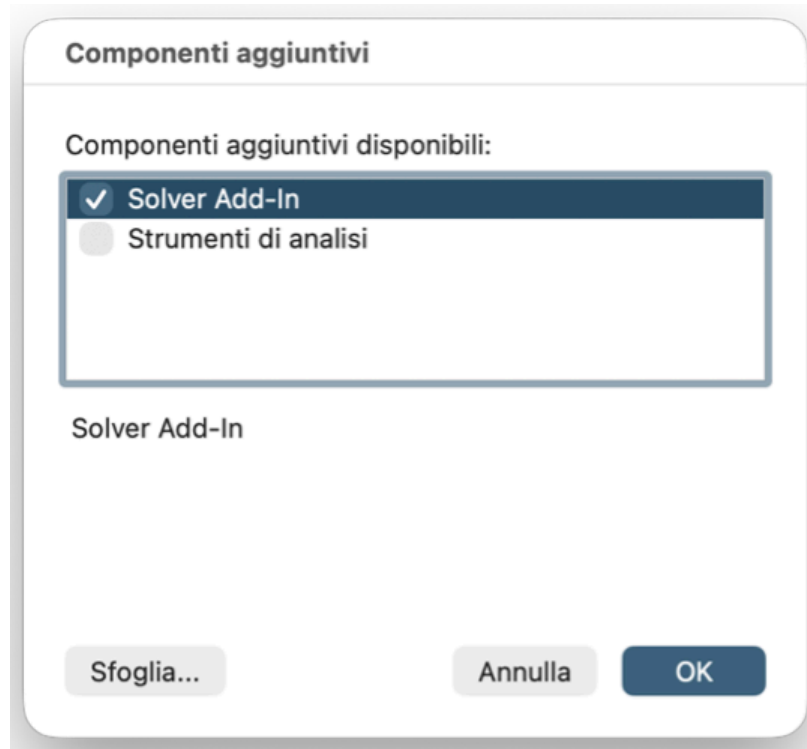 Componenti aggiuntivi
Componenti aggiuntivi disponibili:
Solver Add-In
Strumenti di analisi
Solver Add-In
Sfoglia...
Annulla
OK